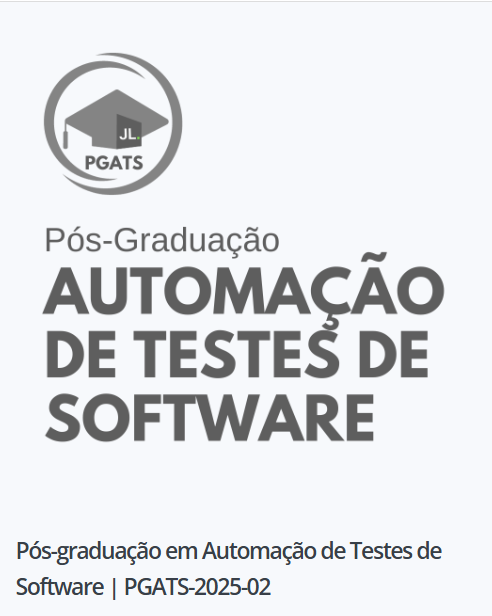 JL.
PGATS
Pós-Graduação
AUTOMAÇÃO
DE TESTES DE
SOFTWARE
Pós-graduação em Automação de Testes de
Software | PGATS-2025-02